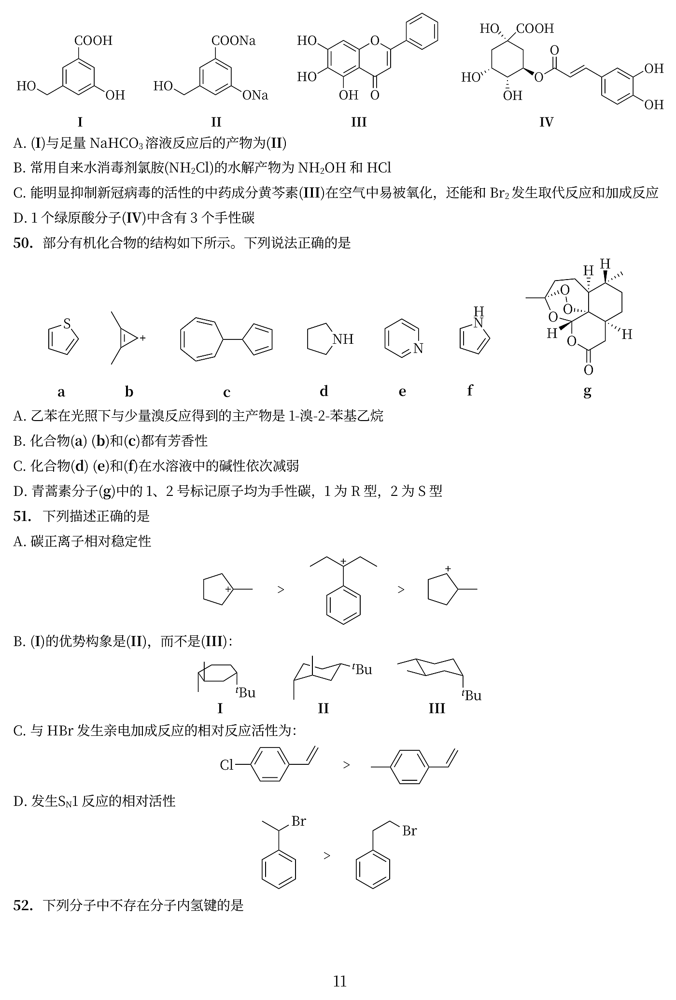 COOH HO OH
COONa HO ONa
HO HO OH O O
HO COOH HO OH O O OH OH
I II III IV
A. (I)与足量 NaHCO₃溶液反应后的产物为(II)
B. 常用自来水消毒剂氯胺(NH₂Cl)的水解产物为 NH₂OH 和 HCl
C. 能明显抑制新冠病毒的活性的中药成分黄芩素(III)在空气中易被氧化，还能和 Br₂发生取代反应和加成反应
D. 1 个绿原酸分子(IV)中含有 3 个手性碳
50. 部分有机化合物的结构如下所示。下列说法正确的是
S + NH N H N H H O O O H O O H
a b c d e f g
A. 乙苯在光照下与少量溴反应得到的主产物是 1-溴-2-苯基乙烷
B. 化合物(a) (b)和(c)都有芳香性
C. 化合物(d) (e)和(f)在水溶液中的碱性依次减弱
D. 青蒿素分子(g)中的 1、2 号标记原子均为手性碳，1 为 R 型，2 为 S 型
51. 下列描述正确的是
A. 碳正离子相对稳定性
+ > + > +
B. (I)的优势构象是(II)，而不是(III)：
ᵗBu ᵗBu ᵗBu
I II III
C. 与 HBr 发生亲电加成反应的相对反应活性为：
Cl >
D. 发生Sɴ1 反应的相对活性
Br > Br
52. 下列分子中不存在分子内氢键的是
11